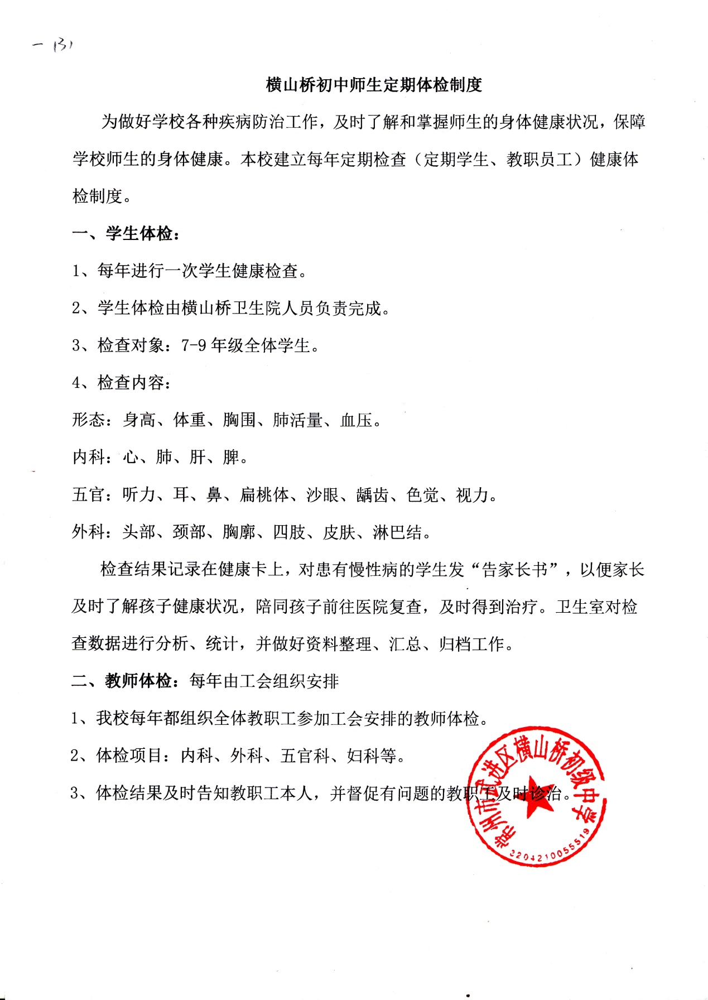 一(3)
横山桥初中师生定期体检制度
为做好学校各种疾病防治工作，及时了解和掌握师生的身体健康状况，保障
学校师生的身体健康。本校建立每年定期检查（定期学生、教职员工）健康体
检制度。
一、学生体检：
1、每年进行一次学生健康检查。
2、学生体检由横山桥卫生院人员负责完成。
3、检查对象：7-9 年级全体学生。
4、检查内容：
形态：身高、体重、胸围、肺活量、血压。
内科：心、肺、肝、脾。
五官：听力、耳、鼻、扁桃体、沙眼、龋齿、色觉、视力。
外科：头部、颈部、胸廓、四肢、皮肤、淋巴结。
检查结果记录在健康卡上，对患有慢性病的学生发“告家长书”，以便家长
及时了解孩子健康状况，陪同孩子前往医院复查，及时得到治疗。卫生室对检
查数据进行分析、统计，并做好资料整理、汇总、归档工作。
二、教师体检：每年由工会组织安排
1、我校每年都组织全体教职工参加工会安排的教师体检。
2、体检项目：内科、外科、五官科、妇科等。
3、体检结果及时告知教职工本人，并督促有问题的教职工及时诊治。
常州市武进区横山桥初级中学
3204210055519